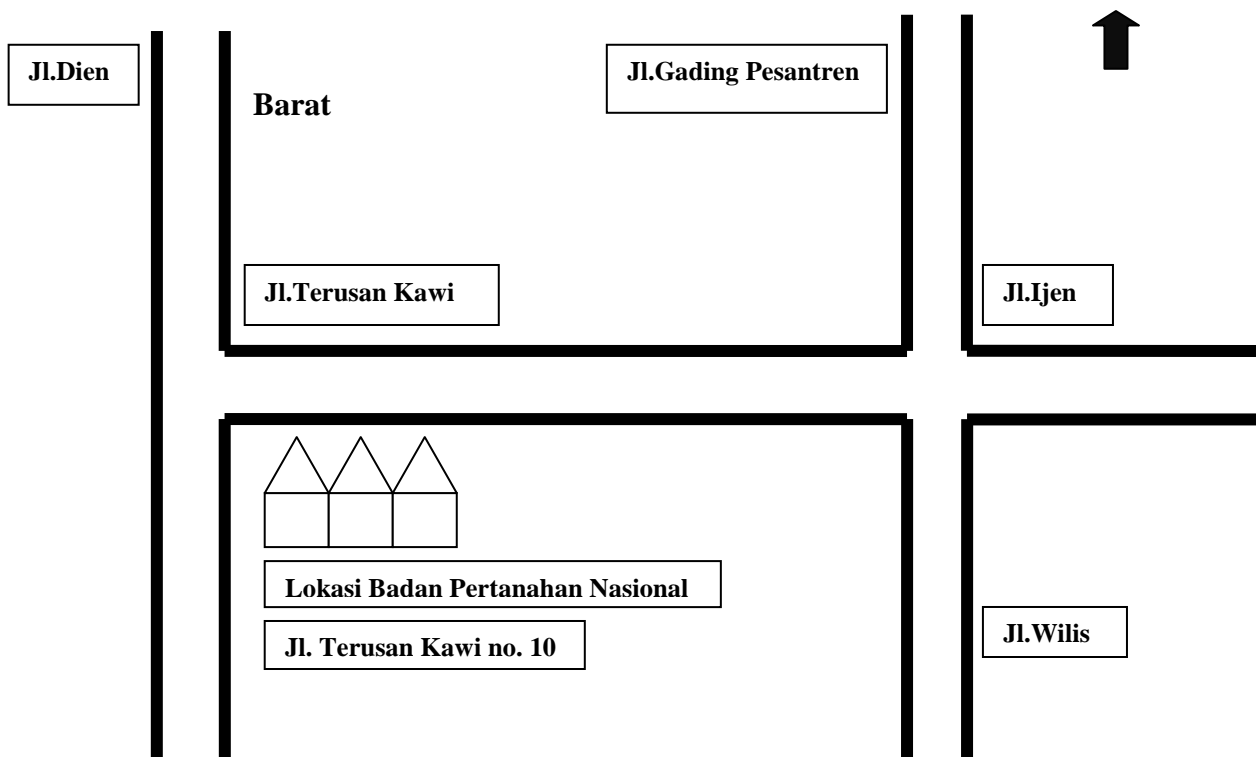 Jl.Dien
Jl.Gading Pesantren
Barat
Jl.Terusan Kawi
Jl.Ijen
Lokasi Badan Pertanahan Nasional
Jl. Terusan Kawi no. 10
Jl.Wilis